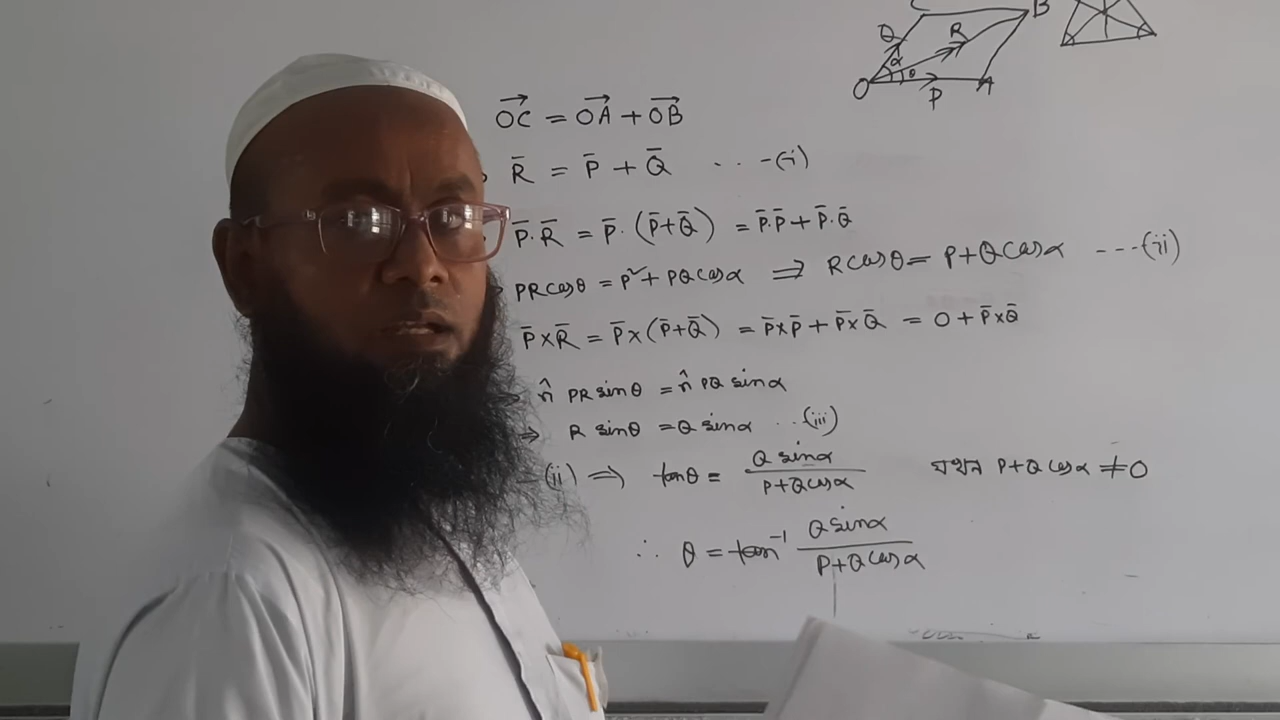 C B
Q R
α θ
O P A
OC⃗ = OA⃗ + OB⃗
R̄ = P̄ + Q̄ ... -(i)
P̄·R̄ = P̄·(P̄+Q̄) = P̄·P̄ + P̄·Q̄
PR cosθ = P² + PQ cosα ⇒ R cosθ = P + Q cosα ---(ii)
P̄×R̄ = P̄×(P̄+Q̄) = P̄×P̄ + P̄×Q̄ = 0 + P̄×Q̄
n̂ PR sinθ = n̂ PQ sinα
⇒ R sinθ = Q sinα ..(iii)
(ii) ⇒ tanθ = Q sinα / P+Q cosα যখন P+Q cosα ≠ 0
∴ θ = tan⁻¹ Q sinα / P+Q cosα